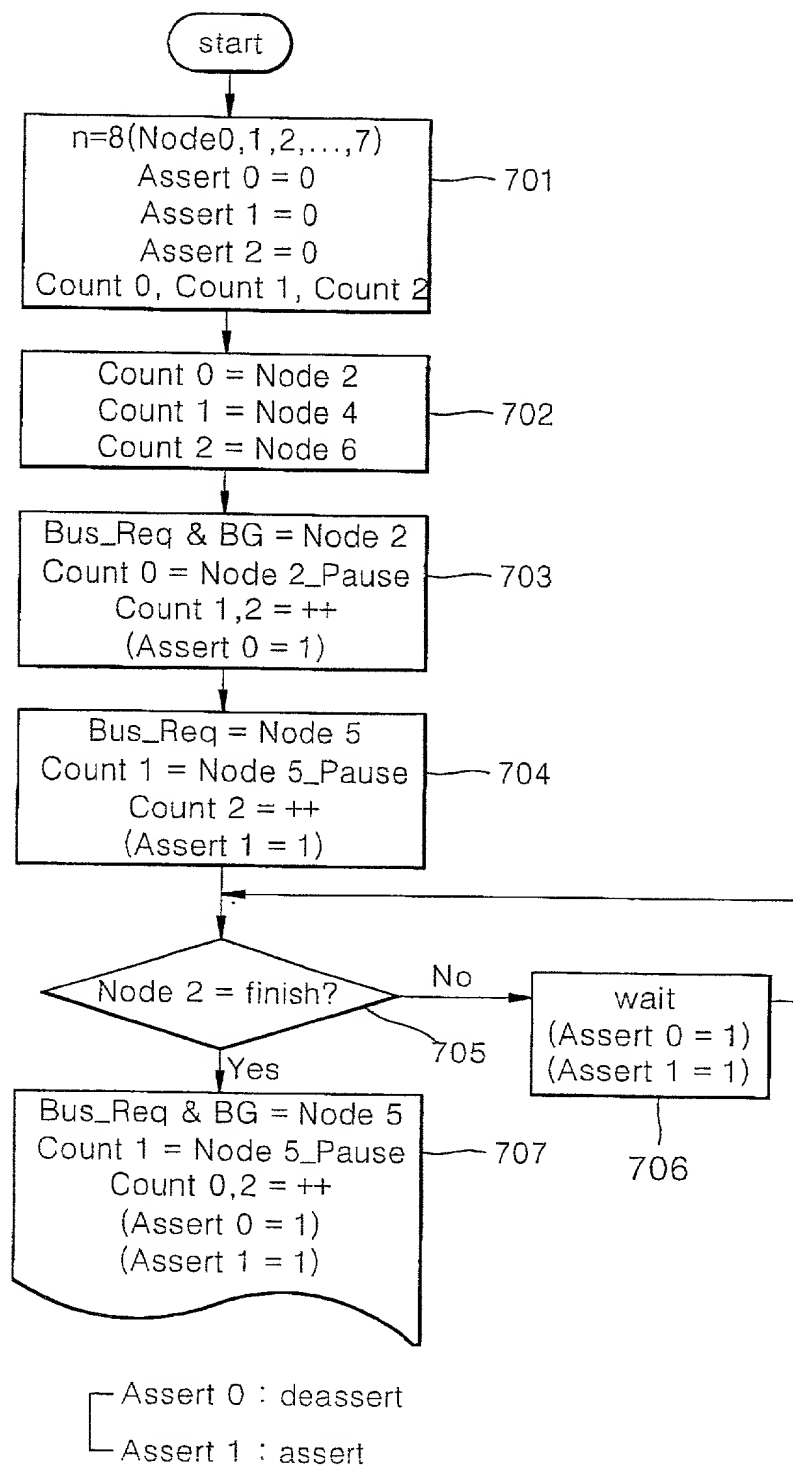 start
n=8(Node0,1,2,...,7)
Assert 0 = 0
Assert 1 = 0
Assert 2 = 0
Count 0, Count 1, Count 2
701
Count 0 = Node 2
Count 1 = Node 4
Count 2 = Node 6
702
Bus_Req & BG = Node 2
Count 0 = Node 2_Pause
Count 1,2 = ++
(Assert 0 = 1)
703
Bus_Req = Node 5
Count 1 = Node 5_Pause
Count 2 = ++
(Assert 1 = 1)
704
Node 2 = finish?
705
No
wait
(Assert 0 = 1)
(Assert 1 = 1)
706
Yes
Bus_Req & BG = Node 5
Count 1 = Node 5_Pause
Count 0,2 = ++
(Assert 0 = 1)
(Assert 1 = 1)
707
Assert 0 : deassert
Assert 1 : assert